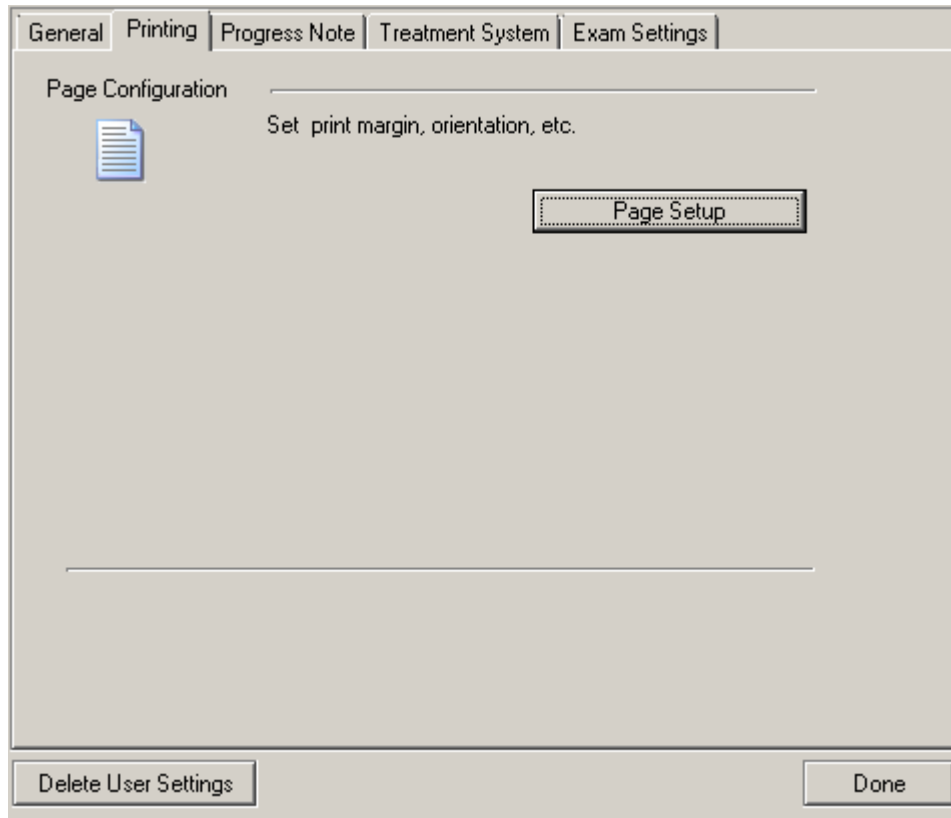 General Printing Progress Note Treatment System Exam Settings
Page Configuration
Set print margin, orientation, etc.
Page Setup
Delete User Settings Done